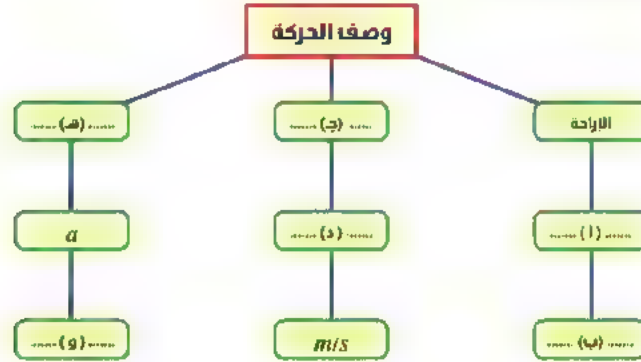 وصف الحركة
الإزاحة
...... (جـ) ......
...... (هـ) ......
...... (أ) ......
...... (د) ......
a
...... (ب) ......
m/s
...... (و) ......